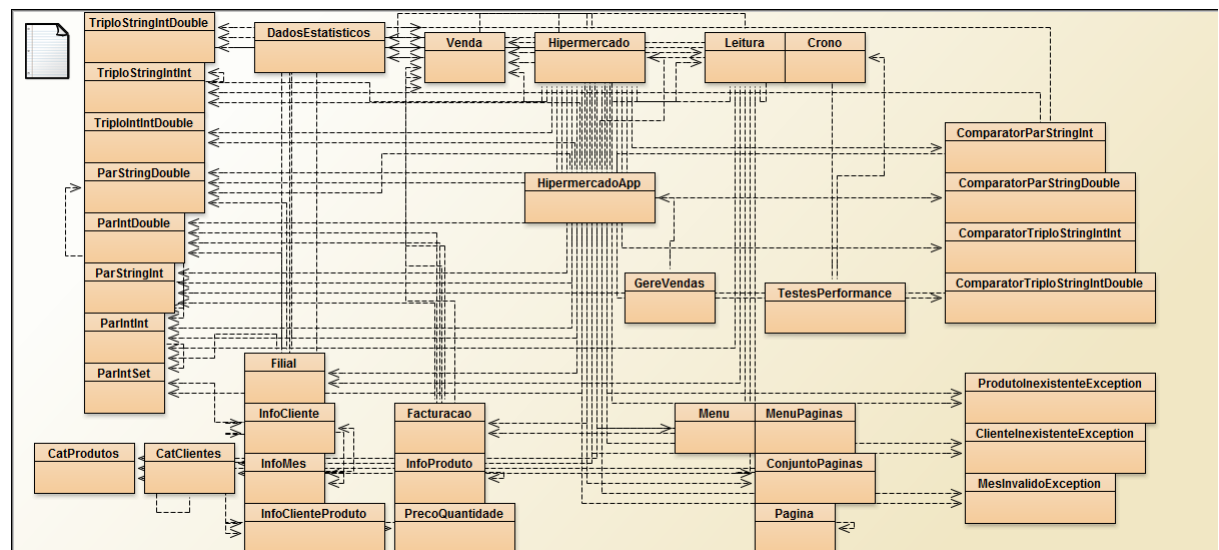 TriploStringIntDouble
DadosEstatisticos
Venda
Hipermercado
Leitura
Crono
TriploStringIntInt
TriploIntIntDouble
ComparatorParStringInt
ParStringDouble
HipermercadoApp
ComparatorParStringDouble
ParIntDouble
ComparatorTriploStringIntInt
ParStringInt
GereVendas
TestesPerformance
ComparatorTriploStringIntDouble
ParIntInt
ParIntSet
Filial
ProdutoInexistenteException
InfoCliente
Facturacao
Menu
MenuPaginas
ClienteInexistenteException
CatProdutos
CatClientes
InfoMes
InfoProduto
ConjuntoPaginas
MesInvalidoException
InfoClienteProduto
PrecoQuantidade
Pagina